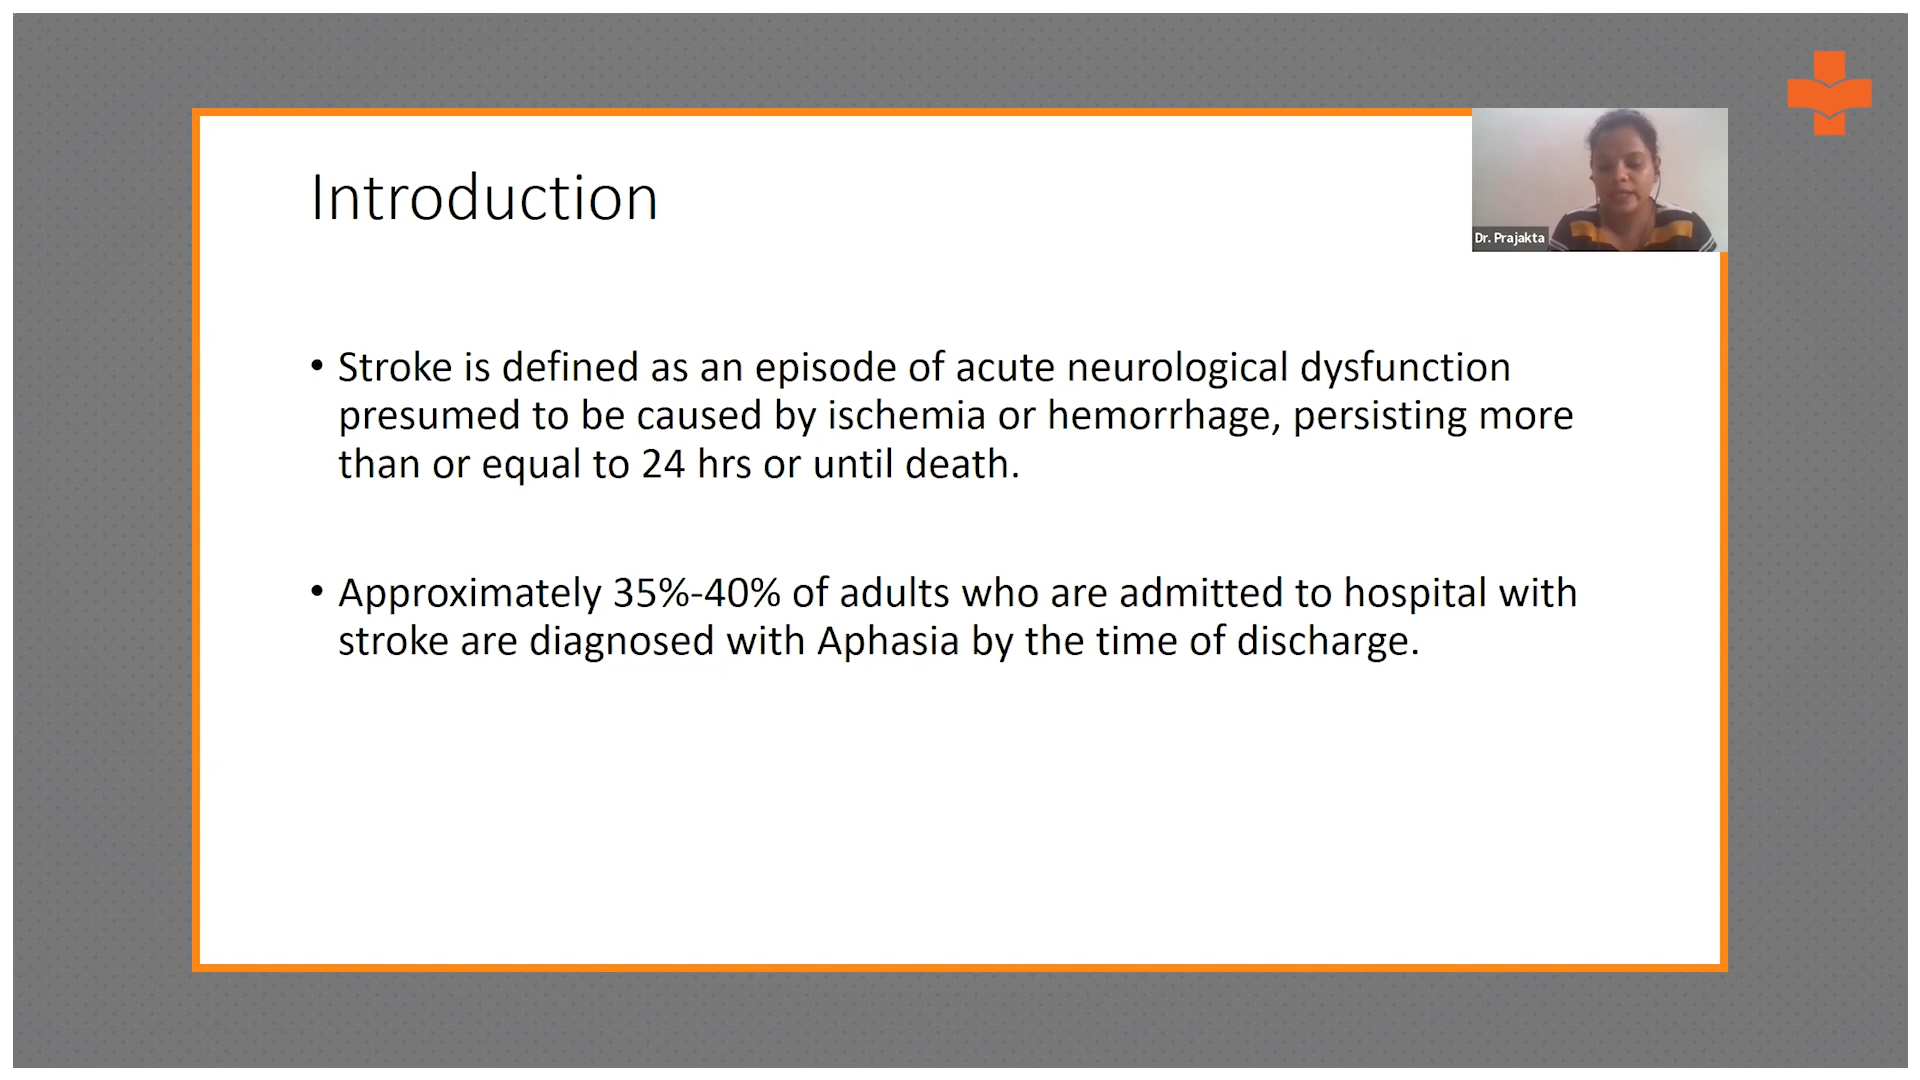 Introduction
Dr. Prajakta
• Stroke is defined as an episode of acute neurological dysfunction
presumed to be caused by ischemia or hemorrhage, persisting more
than or equal to 24 hrs or until death.
• Approximately 35%-40% of adults who are admitted to hospital with
stroke are diagnosed with Aphasia by the time of discharge.